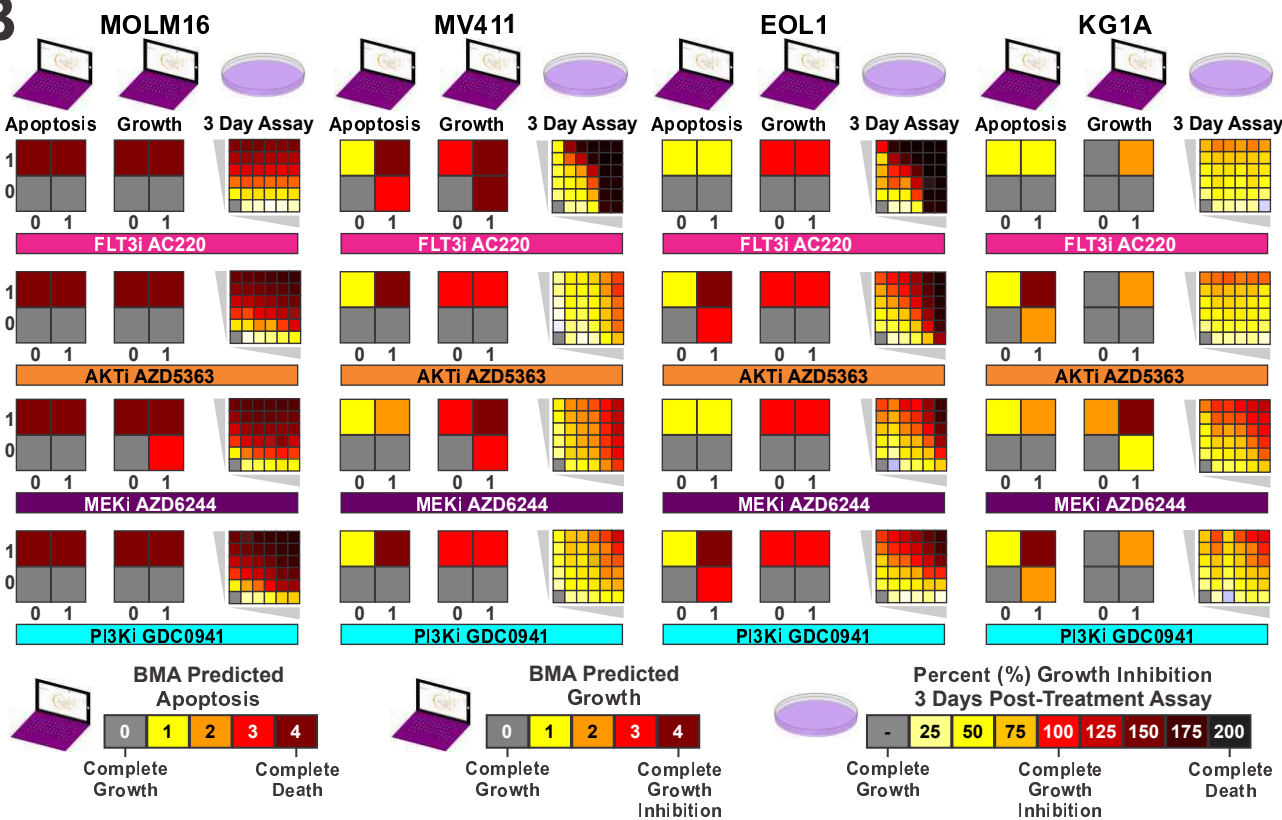 B
MOLM16 MV411 EOL1 KG1A
Apoptosis Growth 3 Day Assay Apoptosis Growth 3 Day Assay Apoptosis Growth 3 Day Assay Apoptosis Growth 3 Day Assay
1
0
0 1 0 1 0 1 0 1 0 1 0 1 0 1 0 1
FLT3i AC220 FLT3i AC220 FLT3i AC220 FLT3i AC220
1
0
0 1 0 1 0 1 0 1 0 1 0 1 0 1 0 1
AKTi AZD5363 AKTi AZD5363 AKTi AZD5363 AKTi AZD5363
1
0
0 1 0 1 0 1 0 1 0 1 0 1 0 1 0 1
MEKi AZD6244 MEKi AZD6244 MEKi AZD6244 MEKi AZD6244
1
0
0 1 0 1 0 1 0 1 0 1 0 1 0 1 0 1
PI3Ki GDC0941 PI3Ki GDC0941 PI3Ki GDC0941 PI3Ki GDC0941
BMA Predicted
Apoptosis
0 1 2 3 4
Complete
Growth
Complete
Death
BMA Predicted
Growth
0 1 2 3 4
Complete
Growth
Complete
Growth
Inhibition
Percent (%) Growth Inhibition
3 Days Post-Treatment Assay
- 25 50 75 100 125 150 175 200
Complete
Growth
Complete
Growth
Inhibition
Complete
Death